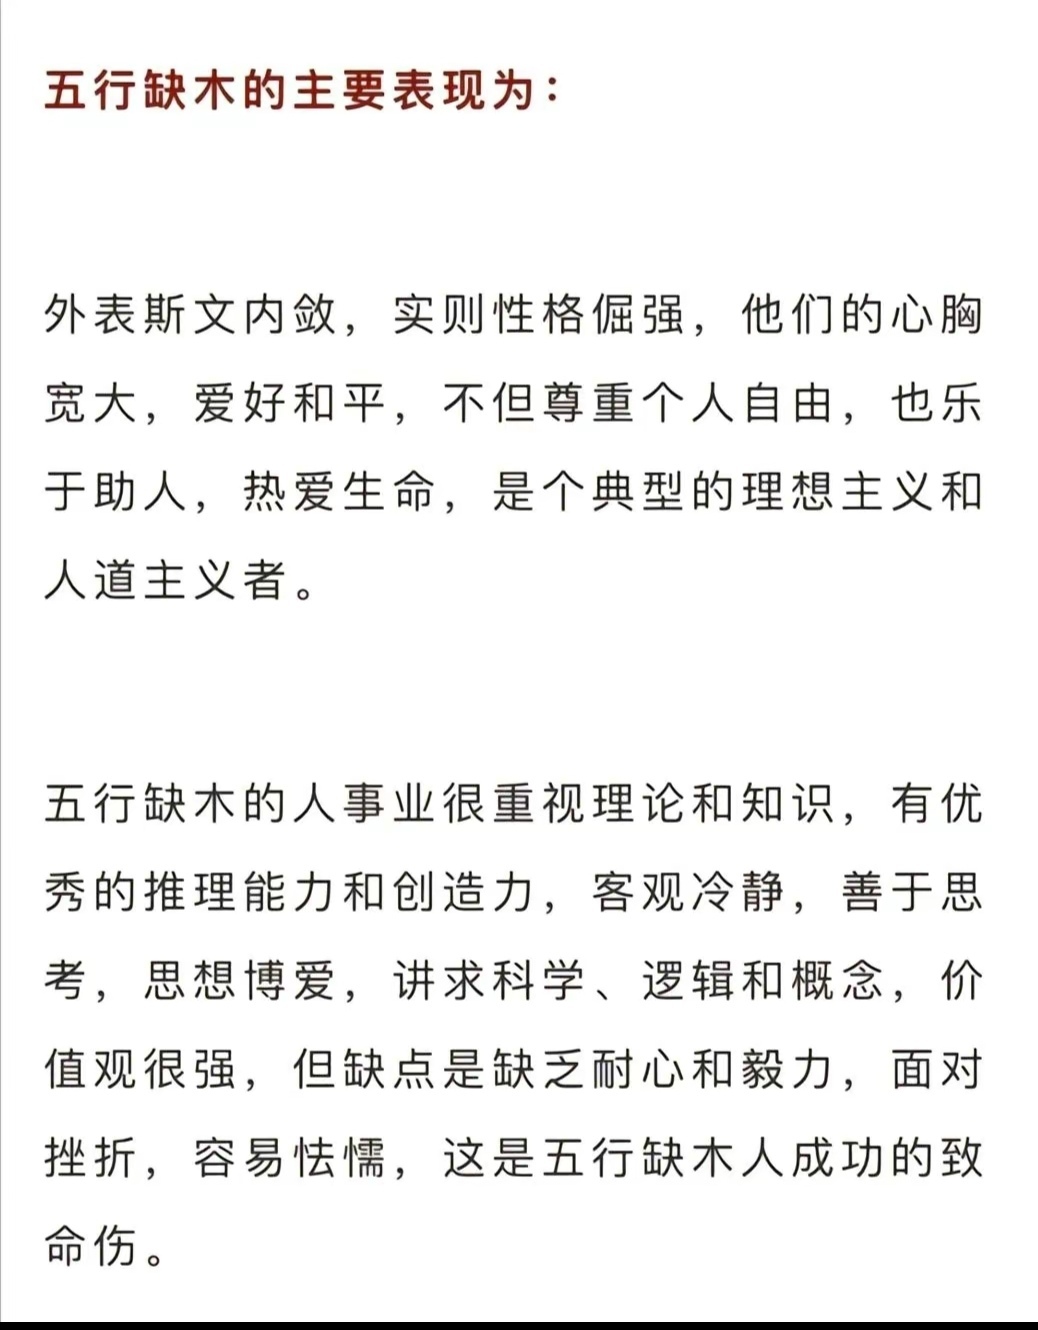 五行缺木的主要表现为：
外表斯文内敛，实则性格倔强，他们的心胸
宽大，爱好和平，不但尊重个人自由，也乐
于助人，热爱生命，是个典型的理想主义和
人道主义者。
五行缺木的人事业很重视理论和知识，有优
秀的推理能力和创造力，客观冷静，善于思
考，思想博爱，讲求科学、逻辑和概念，价
值观很强，但缺点是缺乏耐心和毅力，面对
挫折，容易怯懦，这是五行缺木人成功的致
命伤。